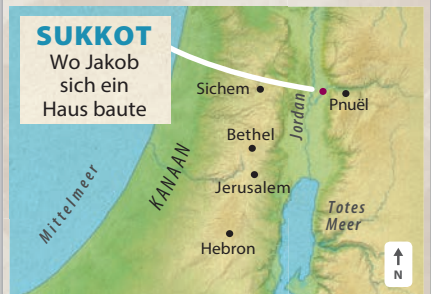 SUKKOT
Wo Jakob
sich ein
Haus baute
Sichem
Pnuël
Jordan
Bethel
KANAAN
Jerusalem
Mittelmeer
Totes
Meer
Hebron
N